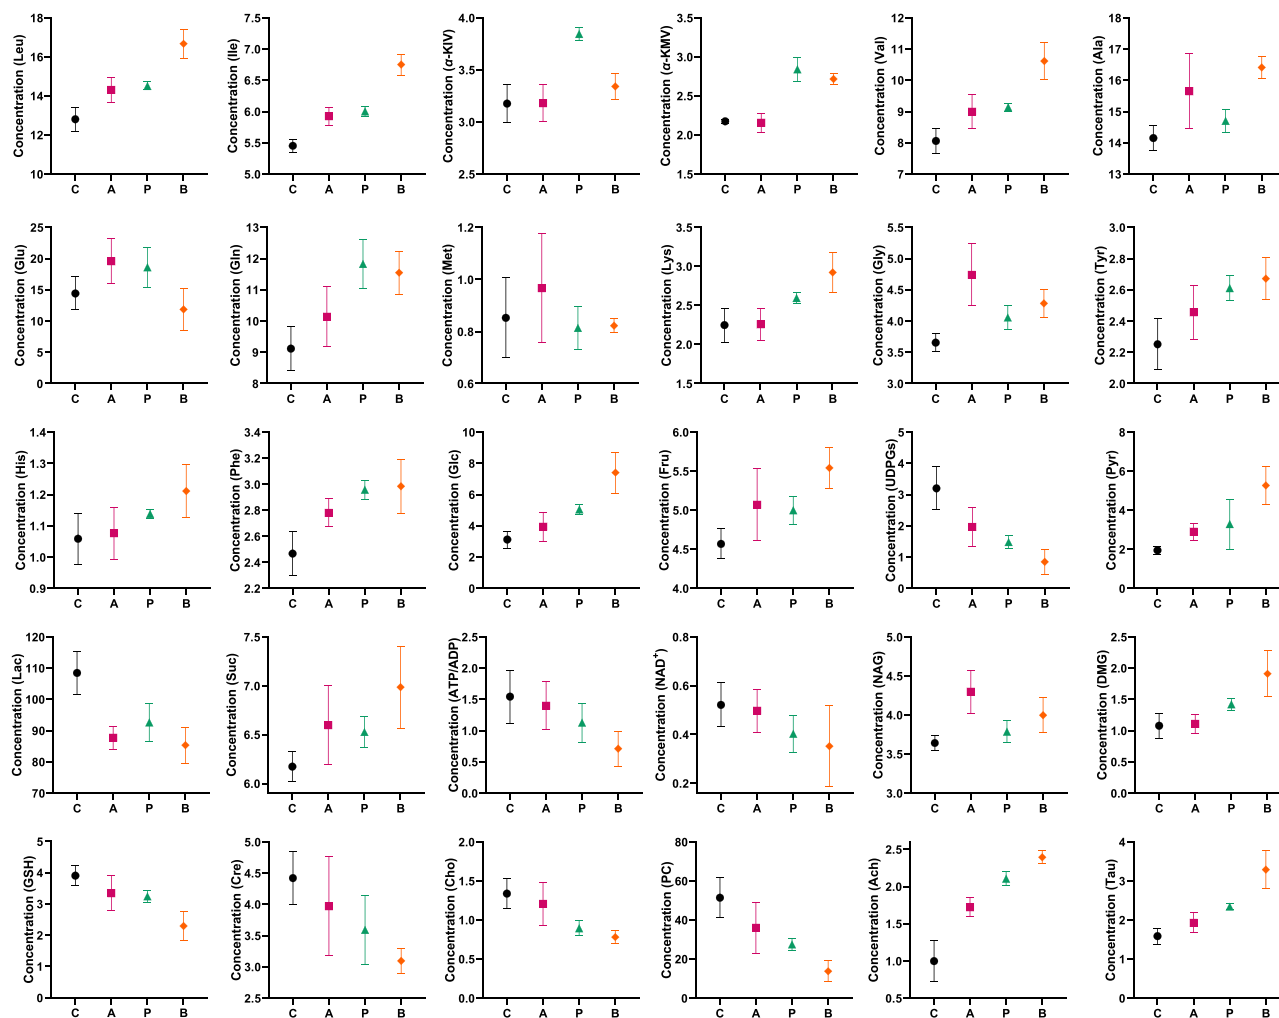 Concentration (Leu)
18
16
14
12
10
C A P B
Concentration (Ile)
7.5
7.0
6.5
6.0
5.5
5.0
C A P B
Concentration (α-KIV)
4.0
3.5
3.0
2.5
C A P B
Concentration (α-KMV)
3.5
3.0
2.5
2.0
1.5
C A P B
Concentration (Val)
12
11
10
9
8
7
C A P B
Concentration (Ala)
18
17
16
15
14
13
C A P B
Concentration (Glu)
25
20
15
10
5
0
C A P B
Concentration (Gln)
13
12
11
10
9
8
C A P B
Concentration (Met)
1.2
1.0
0.8
0.6
C A P B
Concentration (Lys)
3.5
3.0
2.5
2.0
1.5
C A P B
Concentration (Gly)
5.5
5.0
4.5
4.0
3.5
3.0
C A P B
Concentration (Tyr)
3.0
2.8
2.6
2.4
2.2
2.0
C A P B
Concentration (His)
1.4
1.3
1.2
1.1
1.0
0.9
C A P B
Concentration (Phe)
3.4
3.2
3.0
2.8
2.6
2.4
2.2
C A P B
Concentration (Glc)
10
8
6
4
2
0
C A P B
Concentration (Fru)
6.0
5.5
5.0
4.5
4.0
C A P B
Concentration (UDPGs)
5
4
3
2
1
0
C A P B
Concentration (Pyr)
8
6
4
2
0
C A P B
Concentration (Lac)
120
110
100
90
80
70
C A P B
Concentration (Suc)
7.5
7.0
6.5
6.0
C A P B
Concentration (ATP/ADP)
2.5
2.0
1.5
1.0
0.5
0.0
C A P B
Concentration (NAD⁺)
0.8
0.6
0.4
0.2
C A P B
Concentration (NAG)
5.0
4.5
4.0
3.5
3.0
C A P B
Concentration (DMG)
2.5
2.0
1.5
1.0
0.5
0.0
C A P B
Concentration (GSH)
5
4
3
2
1
0
C A P B
Concentration (Cre)
5.0
4.5
4.0
3.5
3.0
2.5
C A P B
Concentration (Cho)
2.0
1.5
1.0
0.5
0.0
C A P B
Concentration (PC)
80
60
40
20
0
C A P B
Concentration (Ach)
2.5
2.0
1.5
1.0
0.5
C A P B
Concentration (Tau)
4
3
2
1
0
C A P B